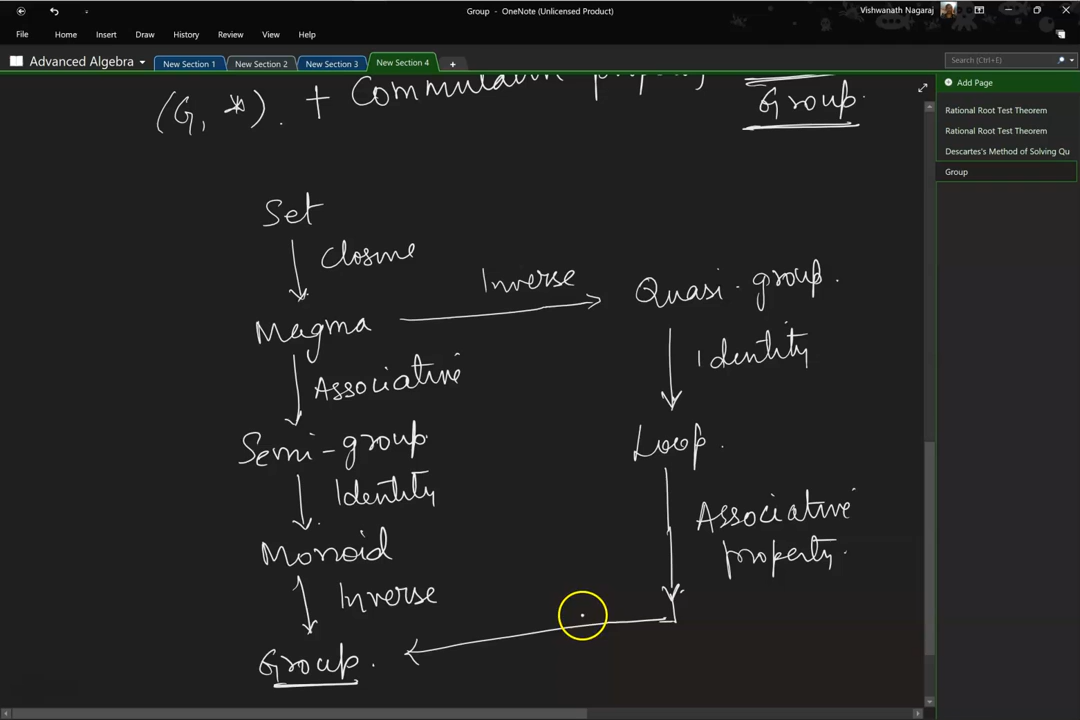 Group - OneNote (Unlicensed Product)
Vishwanath Nagaraj
File Home Insert Draw History Review View Help
Advanced Algebra New Section 1 New Section 2 New Section 3 New Section 4 +
Search (Ctrl+E)
Add Page
Rational Root Test Theorem
Rational Root Test Theorem
Descartes's Method of Solving Qu
Group
(G, *). + Commutative property
Group.
Set
Closure
Inverse
Quasi-group.
Magma
Identity
Associative
Semi-group.
Loop.
Identity
Associative
property.
Monoid
Inverse
Group.